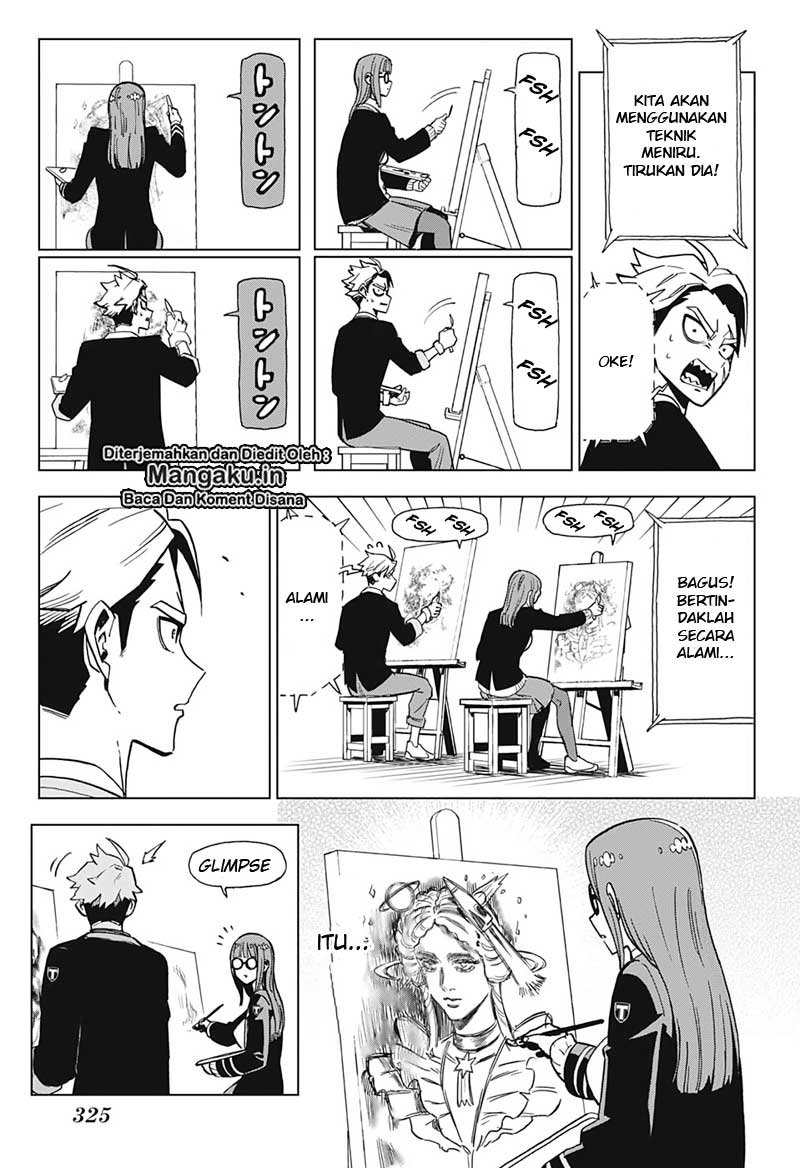 KITA AKAN
MENGGUNAKAN
TEKNIK
MENIRU.
TIRUKAN DIA!
OKE!
FSH
FSH
トントン
FSH
FSH
トントン
Diterjemahkan dan Diedit Oleh :
Mangaku.in
Baca Dan Koment Disana
BAGUS!
BERTIN-
DAKLAH
SECARA
ALAMI...
FSH FSH
FSH FSH
ALAMI
...
ITU...
GLIMPSE
T
T
325